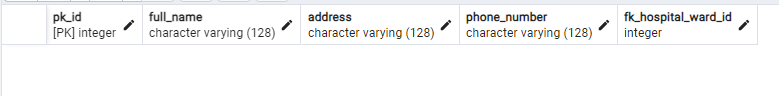 pk_id full_name address phone_number fk_hospital_ward_id
[PK] integer character varying (128) character varying (128) character varying (128) integer